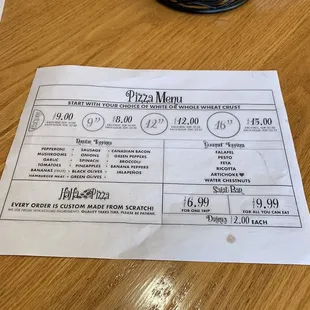 Pizza Menu
START WITH YOUR CHOICE OF WHITE OR WHOLE WHEAT CRUST
$9.00 9" $8.00 12" $12.00 16" $15.00
PEPPERONI • SAUSAGE • CANADIAN BACON
MUSHROOMS • ONIONS • GREEN PEPPERS
GARLIC • SPINACH • BROCCOLI
TOMATOES • PINEAPPLES • BANANA PEPPERS
BANANAS • BLACK OLIVES • JALAPEÑOS
HAMBURGER MEAT • GREEN OLIVES
Gourmet Toppings
FALAFEL
PESTO
FETA
RICOTTA
ARTICHOKE
WATER CHESTNUTS
Pizza
EVERY ORDER IS CUSTOM MADE FROM SCRATCH!
QUALITY TAKES TIME, PLEASE BE PATIENT.
Salad Bar
$6.99 $9.99
FOR ONE TRIP FOR ALL YOU CAN EAT
2.00 EACH